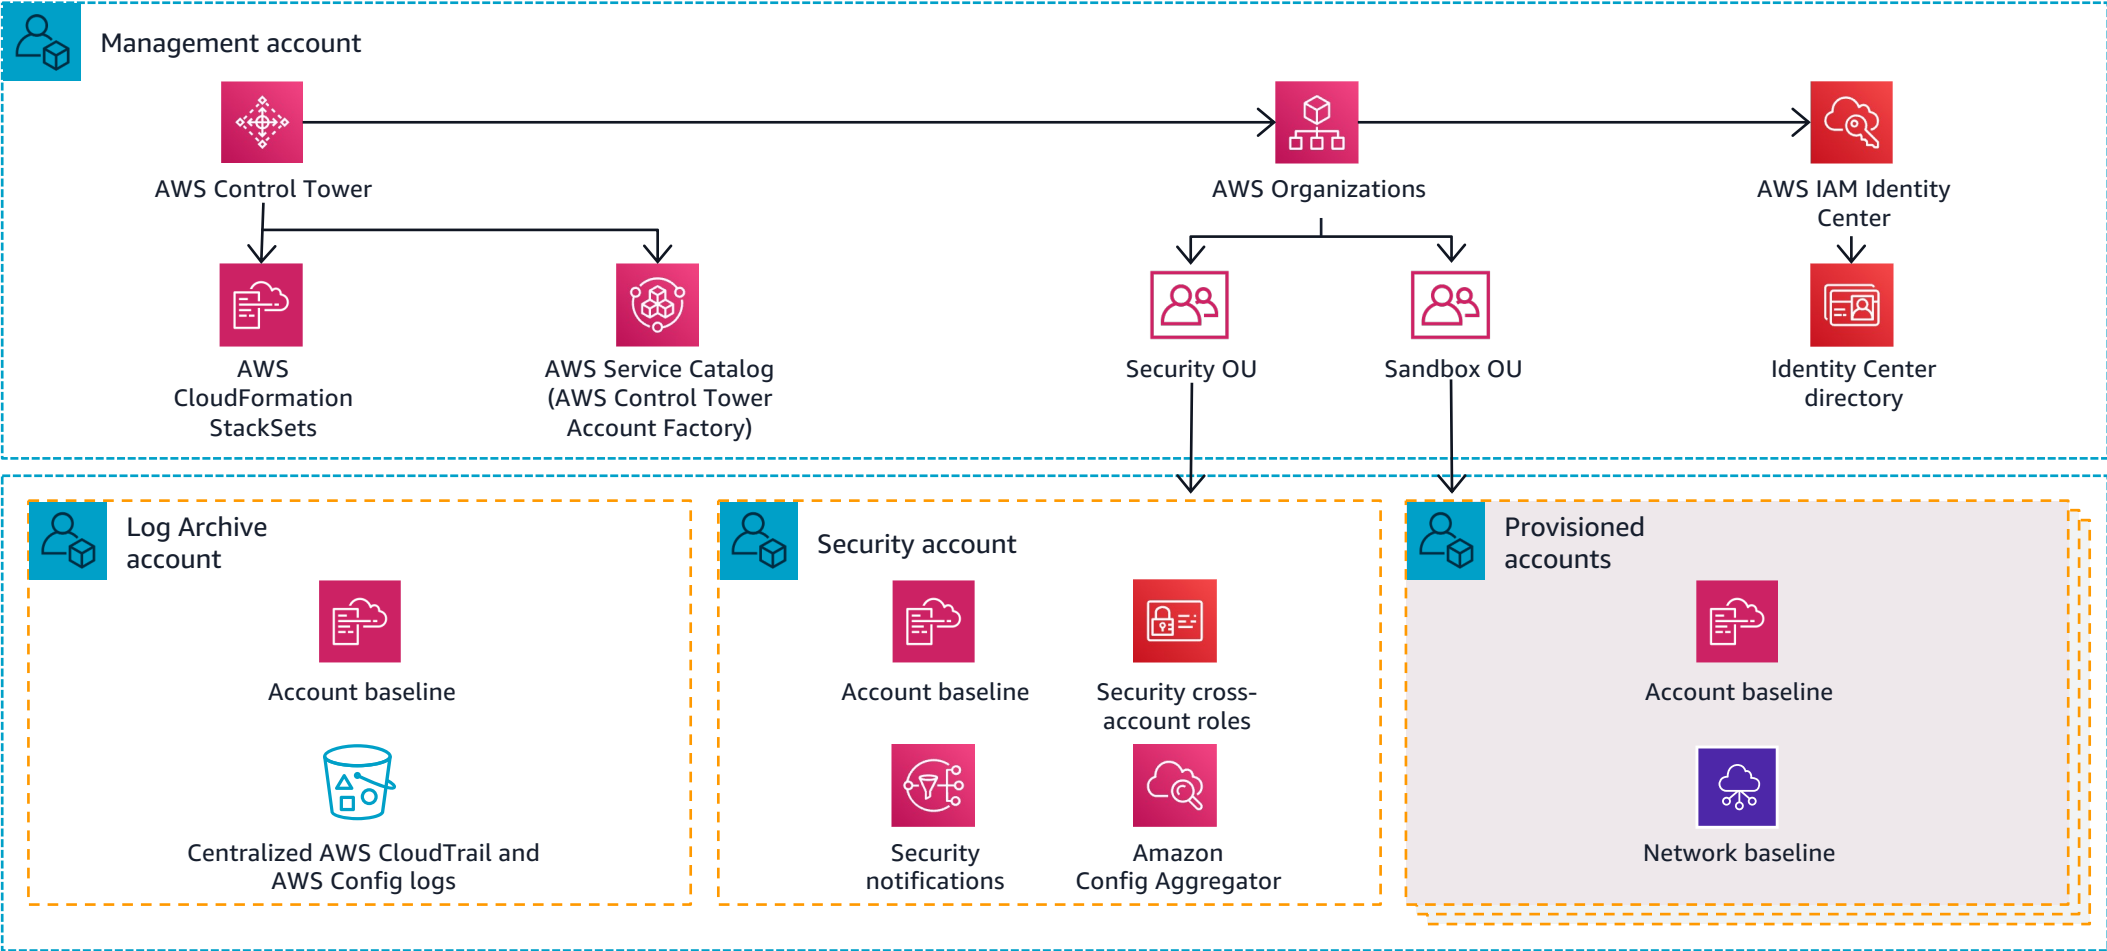 Management account
AWS Control Tower
AWS Organizations
AWS IAM Identity
Center
AWS
CloudFormation
StackSets
AWS Service Catalog
(AWS Control Tower
Account Factory)
Security OU
Sandbox OU
Identity Center
directory
Log Archive
account
Account baseline
Centralized AWS CloudTrail and
AWS Config logs
Security account
Account baseline
Security cross-
account roles
Security
notifications
Amazon
Config Aggregator
Provisioned
accounts
Account baseline
Network baseline